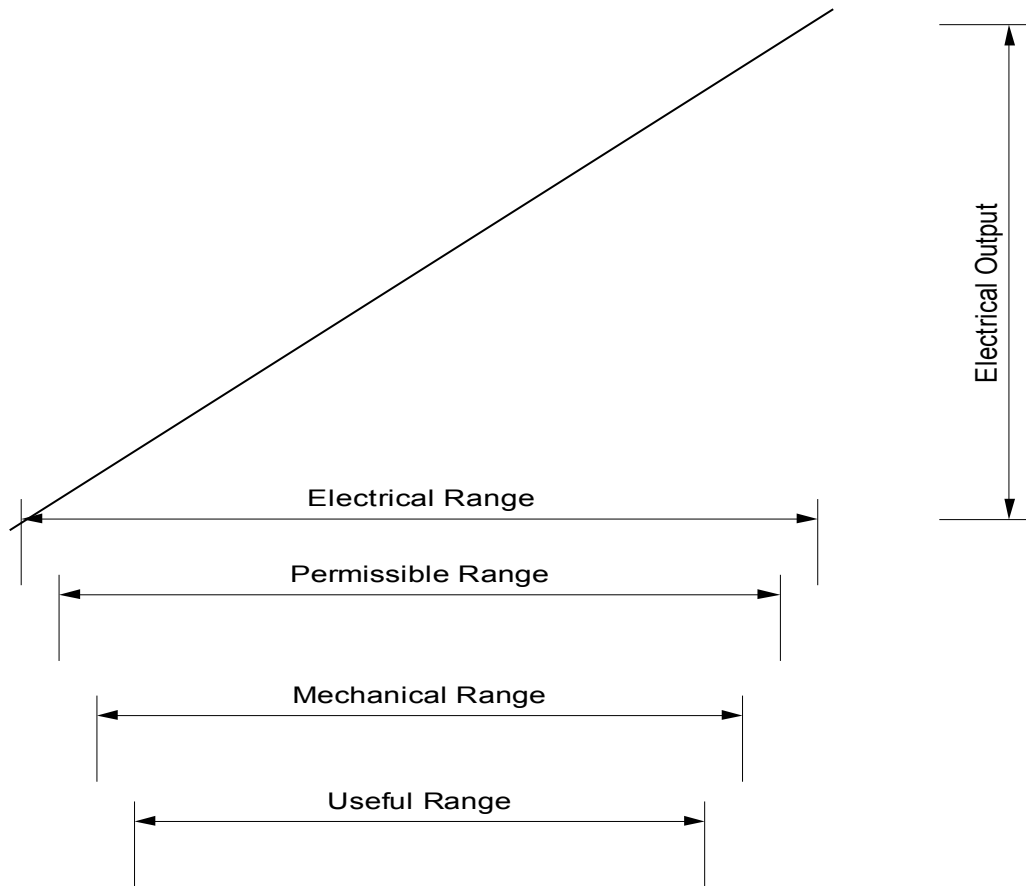 Electrical Output
Electrical Range
Permissible Range
Mechanical Range
Useful Range